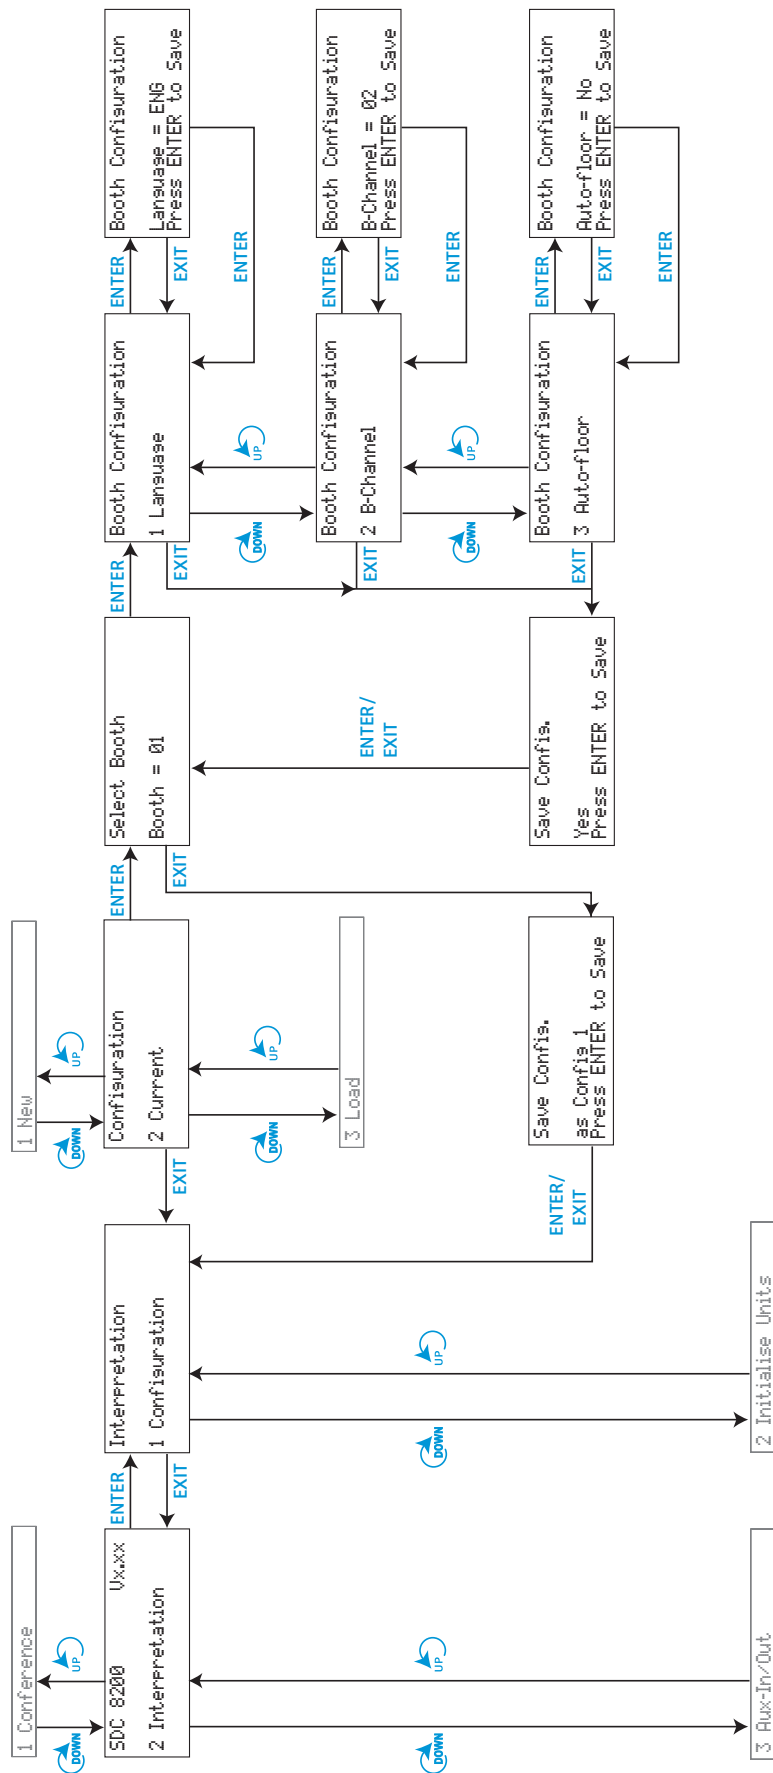 1 Conference
1 New
DOWN
UP
DOWN
UP
SDC 8200 Vx.xx
2 Interpretation
ENTER
EXIT
Interpretation
1 Configuration
EXIT
Configuration
2 Current
ENTER
EXIT
Select Booth
Booth = 01
ENTER
EXIT
Booth Configuration
1 Language
ENTER
EXIT
Booth Configuration
Language = ENG
Press ENTER to Save
ENTER
DOWN
UP
DOWN
UP
3 Load
Booth Configuration
2 B-Channel
EXIT
ENTER
EXIT
Booth Configuration
B-Channel = 02
Press ENTER to Save
ENTER
ENTER/
EXIT
DOWN
UP
DOWN
UP
DOWN
UP
Save Config.
as Config 1
Press ENTER to Save
ENTER/
EXIT
Save Config.
Yes
Press ENTER to Save
EXIT
Booth Configuration
3 Auto-floor
ENTER
EXIT
Booth Configuration
Auto-floor = No
Press ENTER to Save
ENTER
3 Aux-In/Out
2 Initialise Units